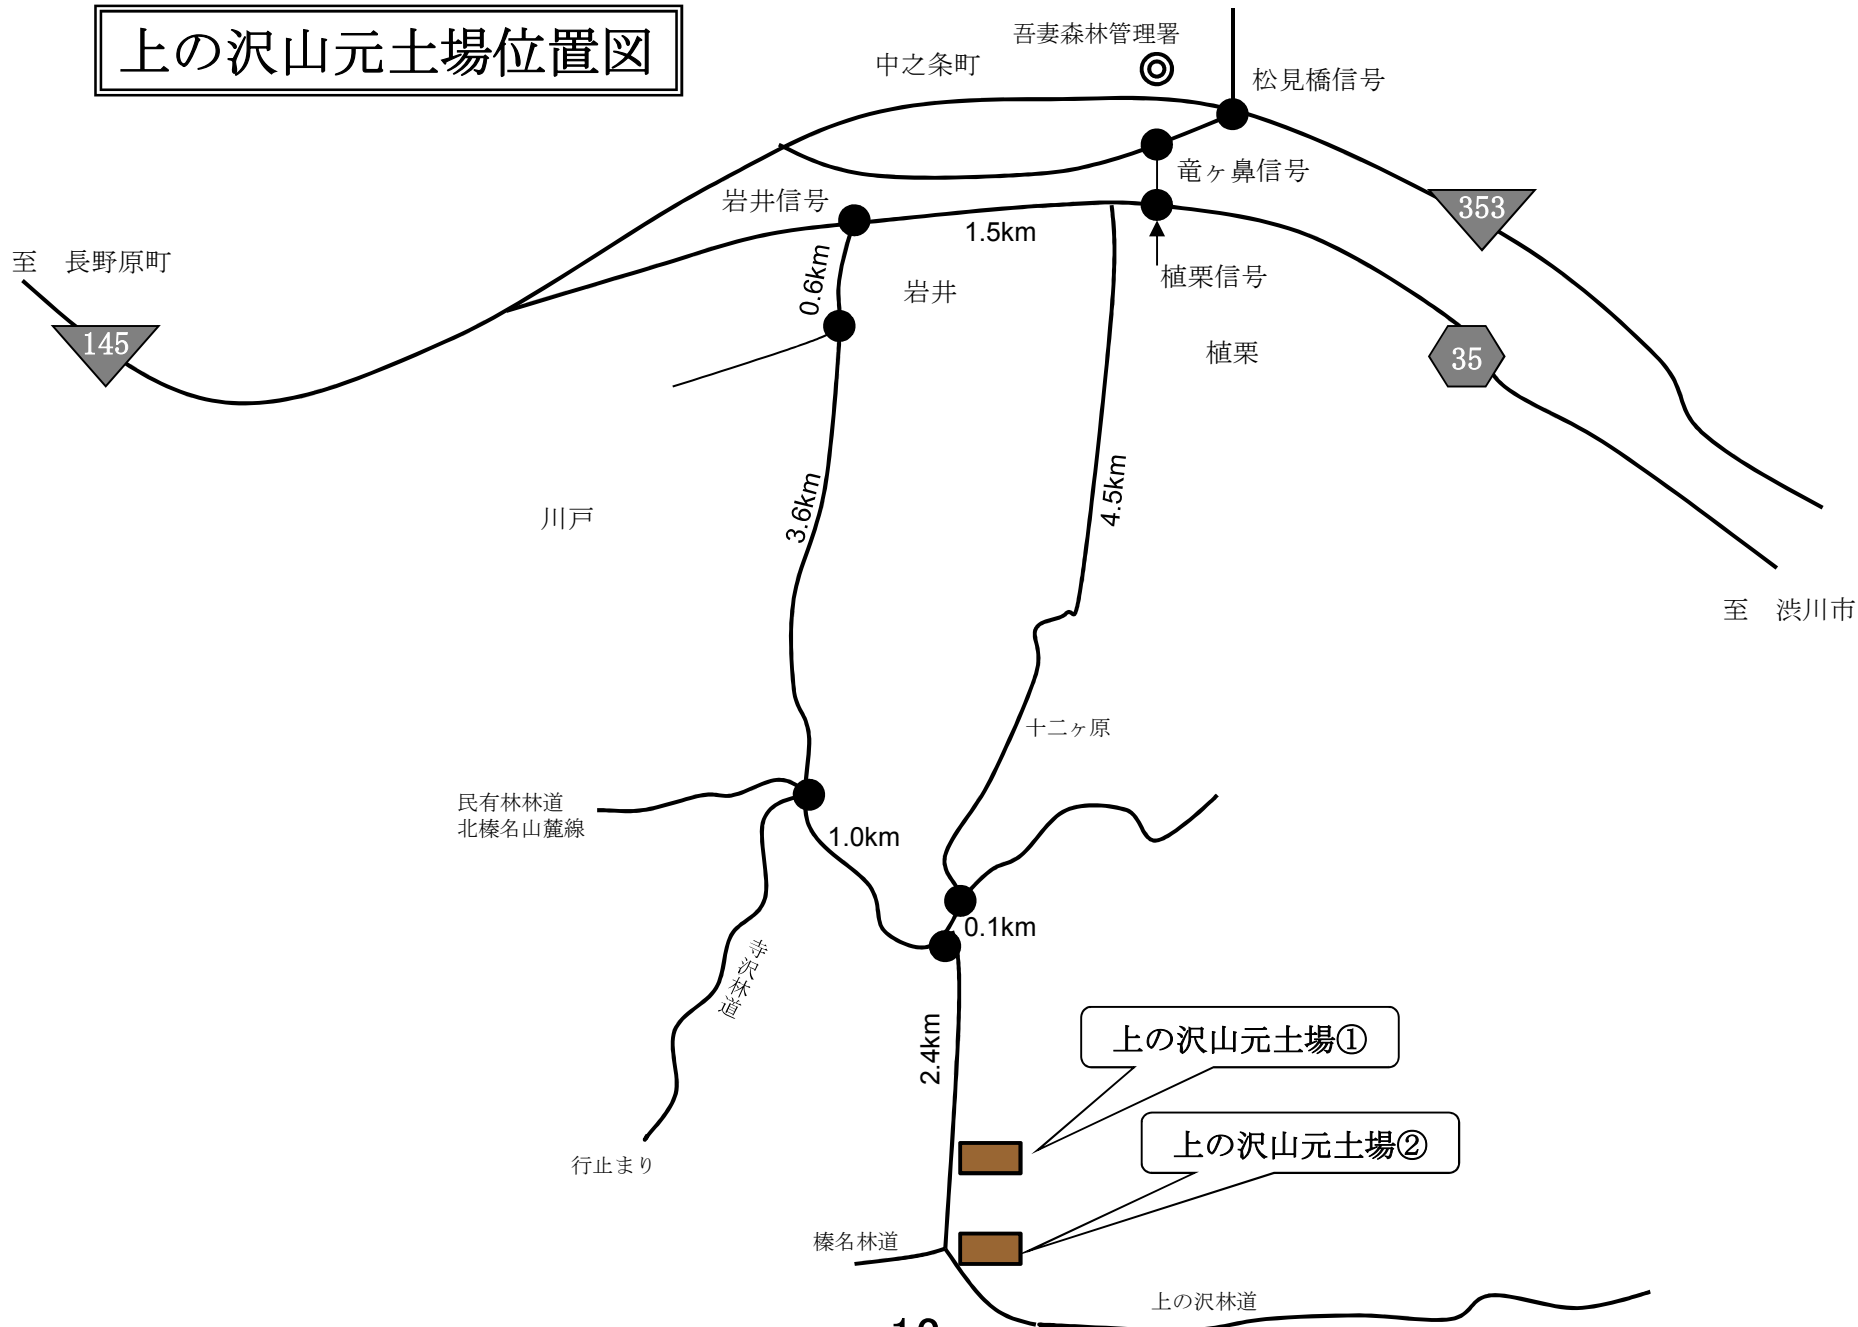 上の沢山元土場位置図
吾妻森林管理署
中之条町
松見橋信号
竜ヶ鼻信号
岩井信号
353
1.5km
至　長野原町
0.6km
植栗信号
岩井
145
植栗
35
3.6km
4.5km
川戸
至　渋川市
十二ヶ原
民有林林道
北榛名山麓線
1.0km
0.1km
寺沢林道
2.4km
上の沢山元土場①
上の沢山元土場②
行止まり
榛名林道
上の沢林道